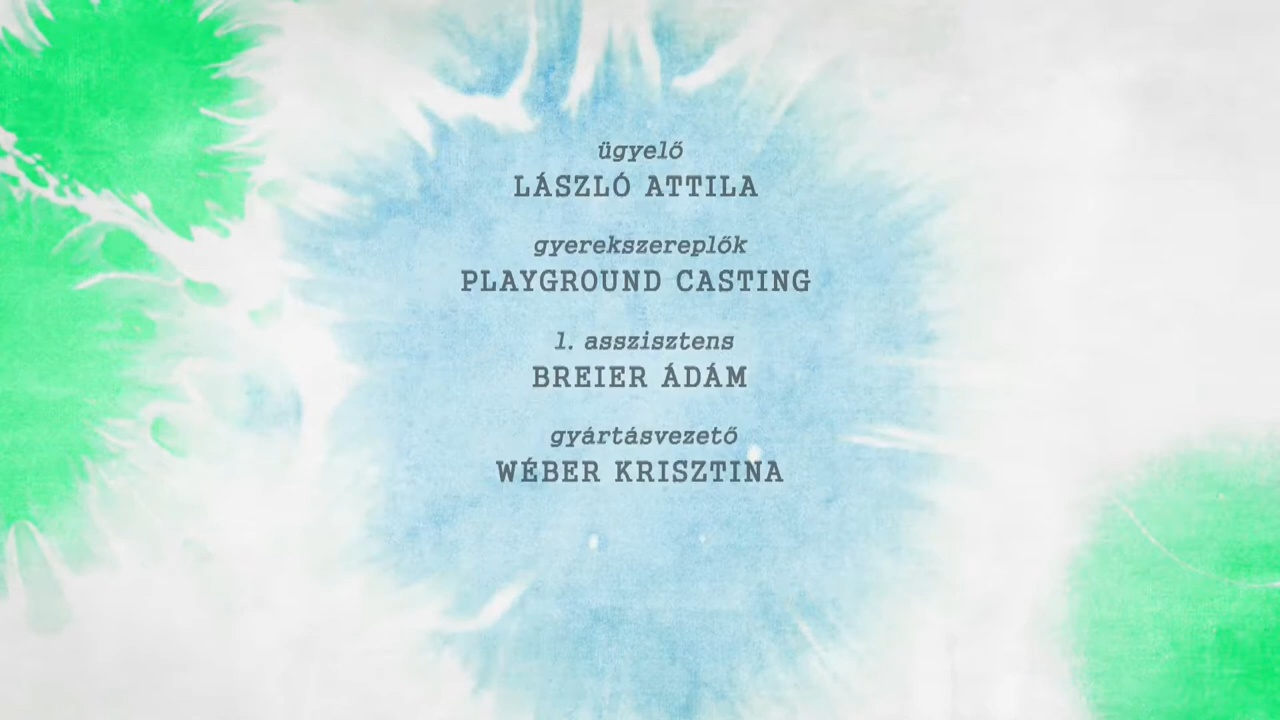 ügyelő
LÁSZLÓ ATTILA
gyerekszereplők
PLAYGROUND CASTING
1. asszisztens
BREIER ÁDÁM
gyártásvezető
WÉBER KRISZTINA